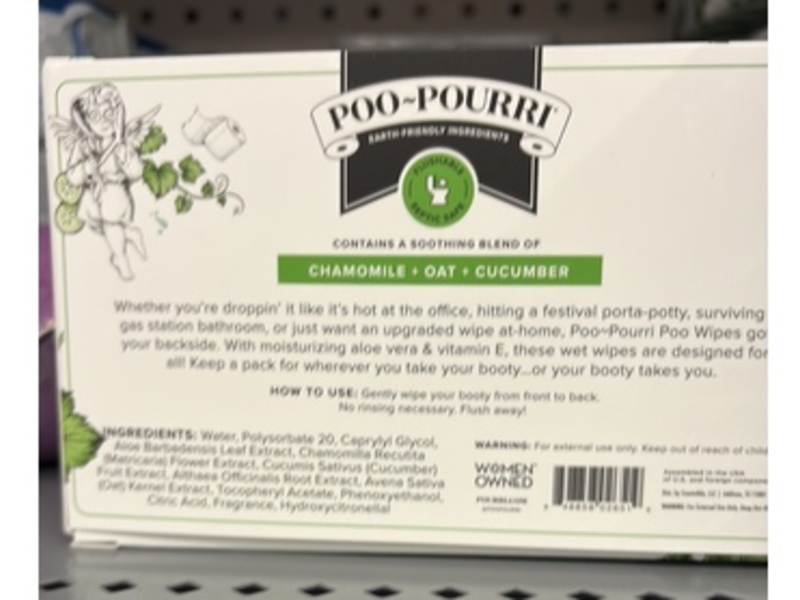 POO~POURRI
EARTH-FRIENDLY INGREDIENTS
FLUSHABLE
SEPTIC SAFE
CONTAINS A SOOTHING BLEND OF
CHAMOMILE + OAT + CUCUMBER
Whether you're droppin' it like it's hot at the office, hitting a festival porta-potty, surviving
gas station bathroom, or just want an upgraded wipe at-home, Poo~Pourri Poo Wipes go
your backside. With moisturizing aloe vera & vitamin E, these wet wipes are designed for
all! Keep a pack for wherever you take your booty...or your booty takes you.
HOW TO USE: Gently wipe your booty from front to back.
No rinsing necessary. Flush away!
INGREDIENTS: Water, Polysorbate 20, Caprylyl Glycol,
Aloe Barbadensis Leaf Extract, Chamomilla Recutita
(Matricaria) Flower Extract, Cucumis Sativus (Cucumber)
Fruit Extract, Althaea Officinalis Root Extract, Avena Sativa
(Oat) Kernel Extract, Tocopheryl Acetate, Phenoxyethanol,
Citric Acid, Fragrance, Hydroxycitronellal
WARNING: For external use only. Keep out of reach of child
WOMEN
OWNED
POURRI.COM
Assembled in the USA
of U.S. and foreign compone